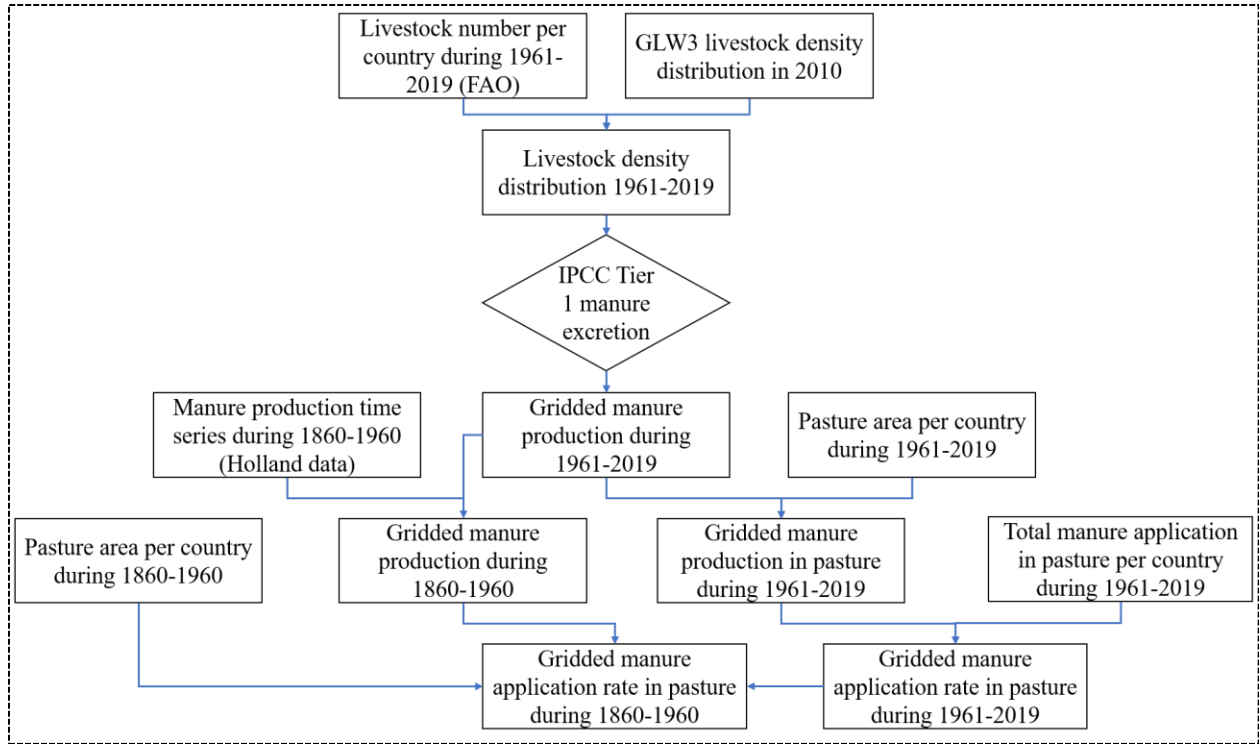 Livestock number per
country during 1961-
2019 (FAO)
GLW3 livestock density
distribution in 2010
Livestock density
distribution 1961-2019
IPCC Tier
1 manure
excretion
Manure production time
series during 1860-1960
(Holland data)
Gridded manure
production during
1961-2019
Pasture area per country
during 1961-2019
Pasture area per country
during 1860-1960
Gridded manure
production during
1860-1960
Gridded manure
production in pasture
during 1961-2019
Total manure application
in pasture per country
during 1961-2019
Gridded manure
application rate in pasture
during 1860-1960
Gridded manure
application rate in pasture
during 1961-2019